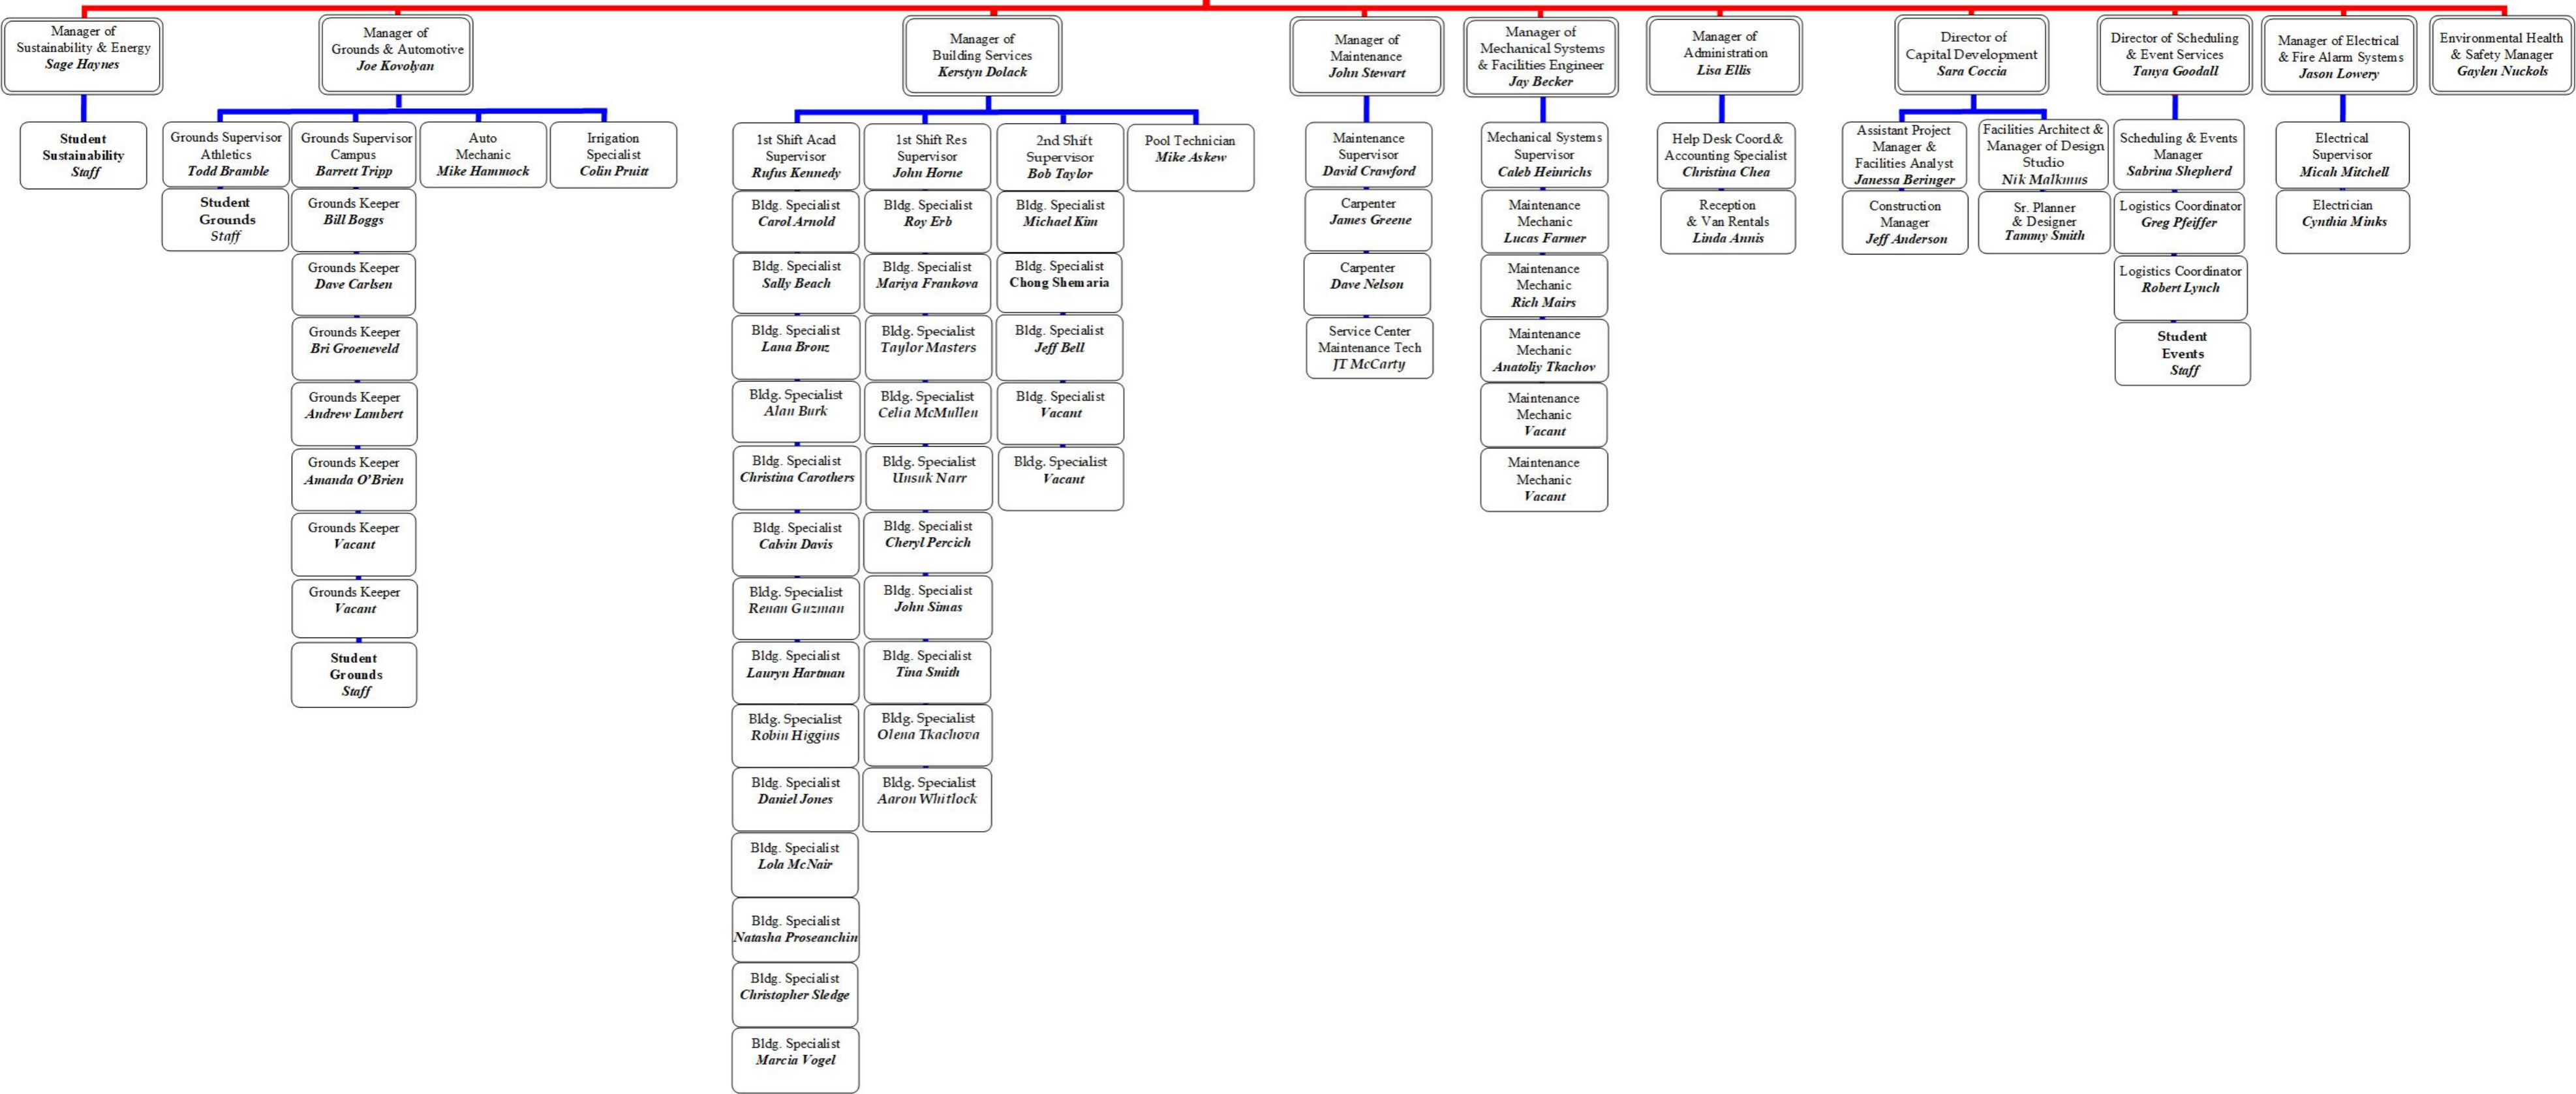 Manager of
Sustainability & Energy
Sage Haynes
Manager of
Grounds & Automotive
Joe Kovolyan
Manager of
Building Services
Kerstyn Dolack
Manager of
Maintenance
John Stewart
Manager of
Mechanical Systems
& Facilities Engineer
Jay Becker
Manager of
Administration
Lisa Ellis
Director of
Capital Development
Sara Coccia
Director of Scheduling
& Event Services
Tanya Goodall
Manager of Electrical
& Fire Alarm Systems
Jason Lowery
Environmental Health
& Safety Manager
Gaylen Nuckols
Student
Sustainability
Staff
Grounds Supervisor
Athletics
Todd Bramble
Student
Grounds
Staff
Grounds Supervisor
Campus
Barrett Tripp
Grounds Keeper
Bill Boggs
Grounds Keeper
Dave Carlsen
Grounds Keeper
Bri Groeneveld
Grounds Keeper
Andrew Lambert
Grounds Keeper
Amanda O'Brien
Grounds Keeper
Vacant
Grounds Keeper
Vacant
Student
Grounds
Staff
Auto
Mechanic
Mike Hammock
Irrigation
Specialist
Colin Pruitt
1st Shift Acad
Supervisor
Rufus Kennedy
Bldg. Specialist
Carol Arnold
Bldg. Specialist
Sally Beach
Bldg. Specialist
Lana Bronz
Bldg. Specialist
Alan Burk
Bldg. Specialist
Christina Carothers
Bldg. Specialist
Calvin Davis
Bldg. Specialist
Renan Guzman
Bldg. Specialist
Lauryn Hartman
Bldg. Specialist
Robin Higgins
Bldg. Specialist
Daniel Jones
Bldg. Specialist
Lola McNair
Bldg. Specialist
Natasha Proseanchin
Bldg. Specialist
Christopher Sledge
Bldg. Specialist
Marcia Vogel
1st Shift Res
Supervisor
John Horne
Bldg. Specialist
Roy Erb
Bldg. Specialist
Mariya Frankova
Bldg. Specialist
Taylor Masters
Bldg. Specialist
Celia McMullen
Bldg. Specialist
Unsuk Narr
Bldg. Specialist
Cheryl Percich
Bldg. Specialist
John Simas
Bldg. Specialist
Tina Smith
Bldg. Specialist
Olena Tkachova
Bldg. Specialist
Aaron Whitlock
2nd Shift
Supervisor
Bob Taylor
Bldg. Specialist
Michael Kim
Bldg. Specialist
Chong Shemaria
Bldg. Specialist
Jeff Bell
Bldg. Specialist
Vacant
Bldg. Specialist
Vacant
Pool Technician
Mike Askew
Maintenance
Supervisor
David Crawford
Carpenter
James Greene
Carpenter
Dave Nelson
Service Center
Maintenance Tech
JT McCarty
Mechanical Systems
Supervisor
Caleb Heinrichs
Maintenance
Mechanic
Lucas Farmer
Maintenance
Mechanic
Rich Mairs
Maintenance
Mechanic
Anatoliy Tkachov
Maintenance
Mechanic
Vacant
Maintenance
Mechanic
Vacant
Help Desk Coord &
Accounting Specialist
Christina Chea
Reception
& Van Rentals
Linda Annis
Assistant Project
Manager &
Facilities Analyst
Janessa Beringer
Construction
Manager
Jeff Anderson
Facilities Architect &
Manager of Design
Studio
Nik Malkmus
Sr. Planner
& Designer
Tammy Smith
Scheduling & Events
Manager
Sabrina Shepherd
Logistics Coordinator
Greg Pfeiffer
Logistics Coordinator
Robert Lynch
Student
Events
Staff
Electrical
Supervisor
Micah Mitchell
Electrician
Cynthia Minks